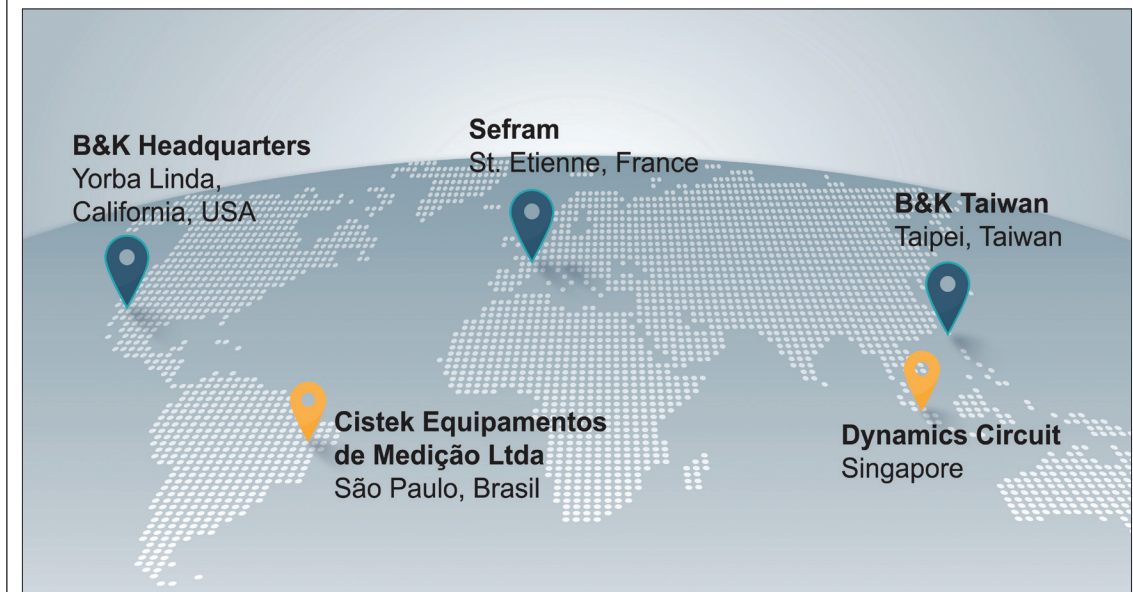 B&K Headquarters
Yorba Linda,
California, USA
Sefram
St. Etienne, France
B&K Taiwan
Taipei, Taiwan
Cistek Equipamentos
de Medição Ltda
São Paulo, Brasil
Dynamics Circuit
Singapore